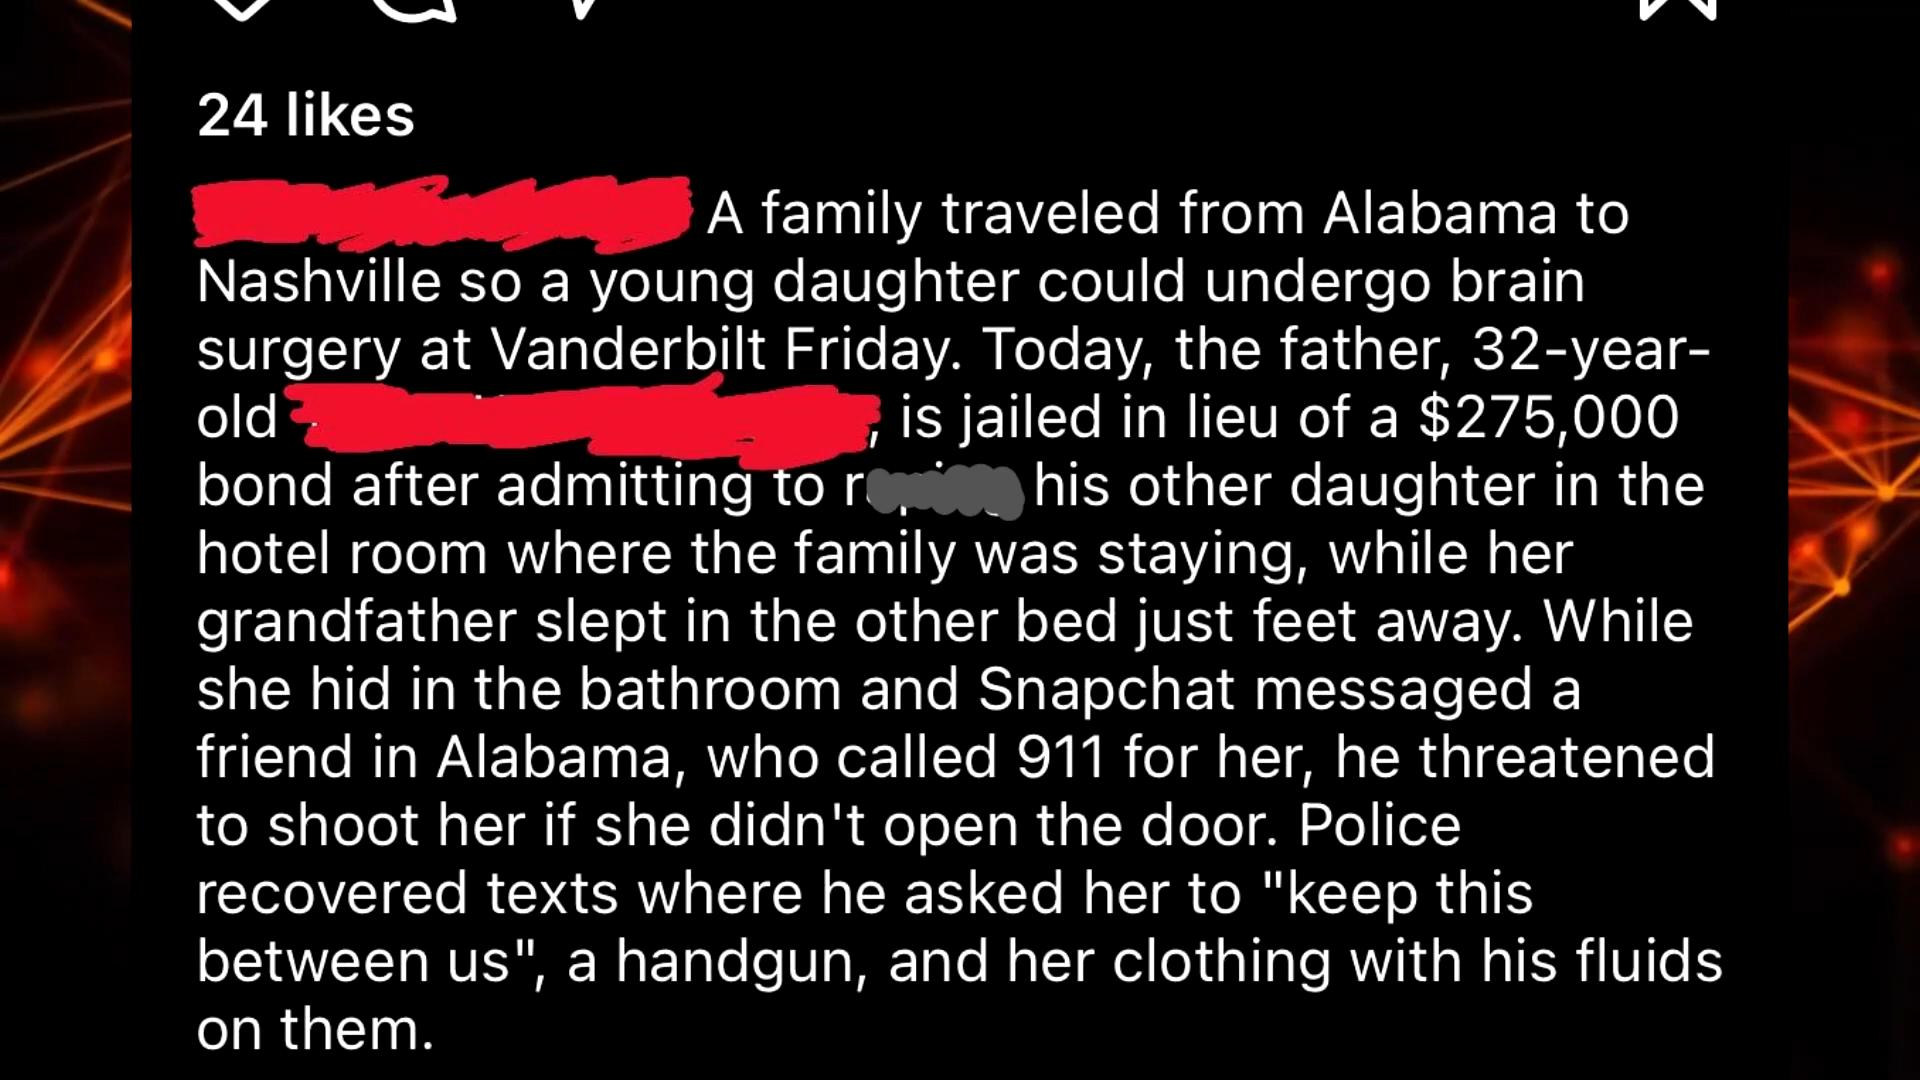 24 likes
A family traveled from Alabama to
Nashville so a young daughter could undergo brain
surgery at Vanderbilt Friday. Today, the father, 32-year-
old , is jailed in lieu of a $275,000
bond after admitting to r his other daughter in the
hotel room where the family was staying, while her
grandfather slept in the other bed just feet away. While
she hid in the bathroom and Snapchat messaged a
friend in Alabama, who called 911 for her, he threatened
to shoot her if she didn't open the door. Police
recovered texts where he asked her to "keep this
between us", a handgun, and her clothing with his fluids
on them.